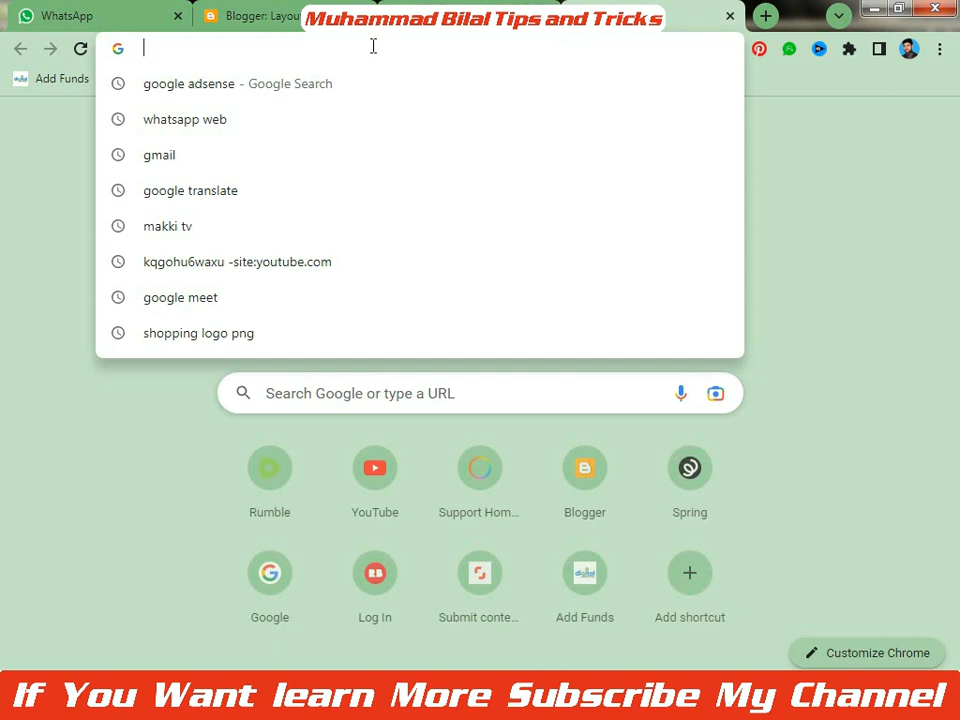 WhatsApp
Blogger: Layou
Muhammad Bilal Tips and Tricks
Add Funds
google adsense - Google Search
whatsapp web
gmail
google translate
makki tv
kqgohu6waxu -site:youtube.com
google meet
shopping logo png
Search Google or type a URL
Rumble
YouTube
Support Hom...
Blogger
Spring
Google
Log In
Submit conte...
Add Funds
Add shortcut
Customize Chrome
If You Want learn More Subscribe My Channel